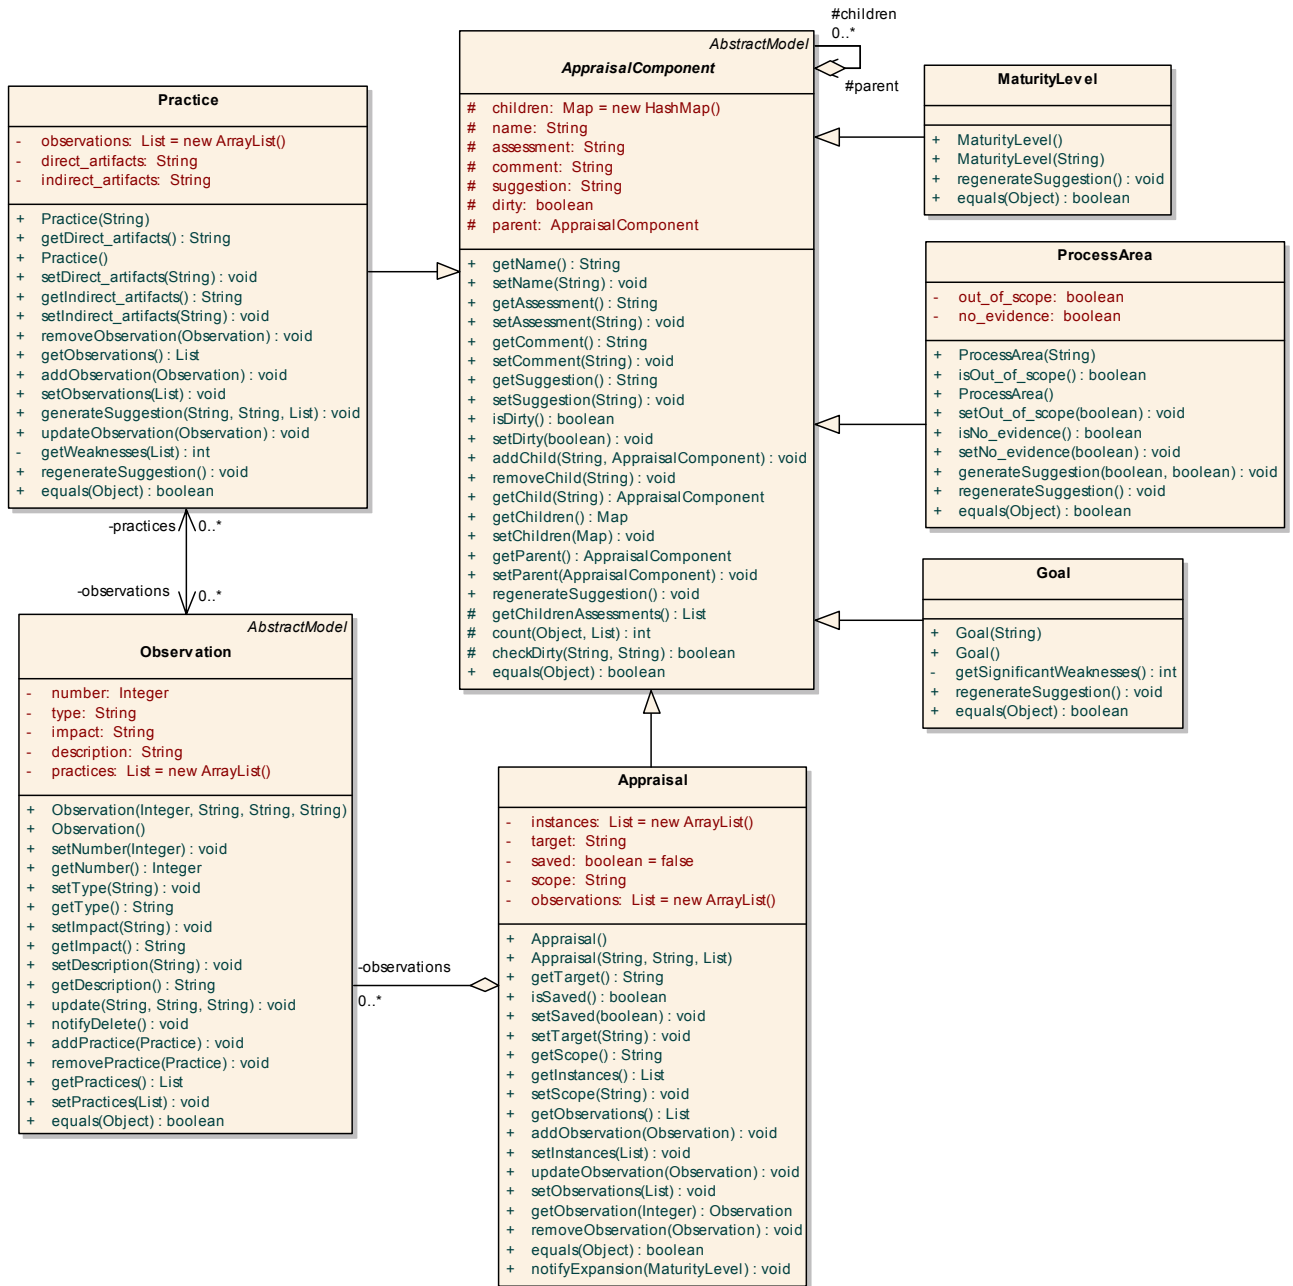 #children
0..*
#parent
AbstractModel
AppraisalComponent
# children: Map = new HashMap()
# name: String
# assessment: String
# comment: String
# suggestion: String
# dirty: boolean
# parent: AppraisalComponent
+ getName() : String
+ setName(String) : void
+ getAssessment() : String
+ setAssessment(String) : void
+ getComment() : String
+ setComment(String) : void
+ getSuggestion() : String
+ setSuggestion(String) : void
+ isDirty() : boolean
+ setDirty(boolean) : void
+ addChild(String, AppraisalComponent) : void
+ removeChild(String) : void
+ getChild(String) : AppraisalComponent
+ getChildren() : Map
+ setChildren(Map) : void
+ getParent() : AppraisalComponent
+ setParent(AppraisalComponent) : void
+ regenerateSuggestion() : void
# getChildrenAssessments() : List
# count(Object, List) : int
# checkDirty(String, String) : boolean
+ equals(Object) : boolean
Practice
- observations: List = new ArrayList()
- direct_artifacts: String
- indirect_artifacts: String
+ Practice(String)
+ getDirect_artifacts() : String
+ Practice()
+ setDirect_artifacts(String) : void
+ getIndirect_artifacts() : String
+ setIndirect_artifacts(String) : void
+ removeObservation(Observation) : void
+ getObservations() : List
+ addObservation(Observation) : void
+ setObservations(List) : void
+ generateSuggestion(String, String, List) : void
+ updateObservation(Observation) : void
- getWeaknesses(List) : int
+ regenerateSuggestion() : void
+ equals(Object) : boolean
-practices
0..*
-observations
0..*
AbstractModel
Observation
- number: Integer
- type: String
- impact: String
- description: String
- practices: List = new ArrayList()
+ Observation(Integer, String, String, String)
+ Observation()
+ setNumber(Integer) : void
+ getNumber() : Integer
+ setType(String) : void
+ getType() : String
+ setImpact(String) : void
+ getImpact() : String
+ setDescription(String) : void
+ getDescription() : String
+ update(String, String, String) : void
+ notifyDelete() : void
+ addPractice(Practice) : void
+ removePractice(Practice) : void
+ getPractices() : List
+ setPractices(List) : void
+ equals(Object) : boolean
-observations
0..*
Appraisal
- instances: List = new ArrayList()
- target: String
- saved: boolean = false
- scope: String
- observations: List = new ArrayList()
+ Appraisal()
+ Appraisal(String, String, List)
+ getTarget() : String
+ isSaved() : boolean
+ setSaved(boolean) : void
+ setTarget(String) : void
+ getScope() : String
+ getInstances() : List
+ setScope(String) : void
+ getObservations() : List
+ addObservation(Observation) : void
+ setInstances(List) : void
+ updateObservation(Observation) : void
+ setObservations(List) : void
+ getObservation(Integer) : Observation
+ removeObservation(Observation) : void
+ equals(Object) : boolean
+ notifyExpansion(MaturityLevel) : void
MaturityLevel
+ MaturityLevel()
+ MaturityLevel(String)
+ regenerateSuggestion() : void
+ equals(Object) : boolean
ProcessArea
- out_of_scope: boolean
- no_evidence: boolean
+ ProcessArea(String)
+ isOut_of_scope() : boolean
+ ProcessArea()
+ setOut_of_scope(boolean) : void
+ isNo_evidence() : boolean
+ setNo_evidence(boolean) : void
+ generateSuggestion(boolean, boolean) : void
+ regenerateSuggestion() : void
+ equals(Object) : boolean
Goal
+ Goal(String)
+ Goal()
- getSignificantWeaknesses() : int
+ regenerateSuggestion() : void
+ equals(Object) : boolean